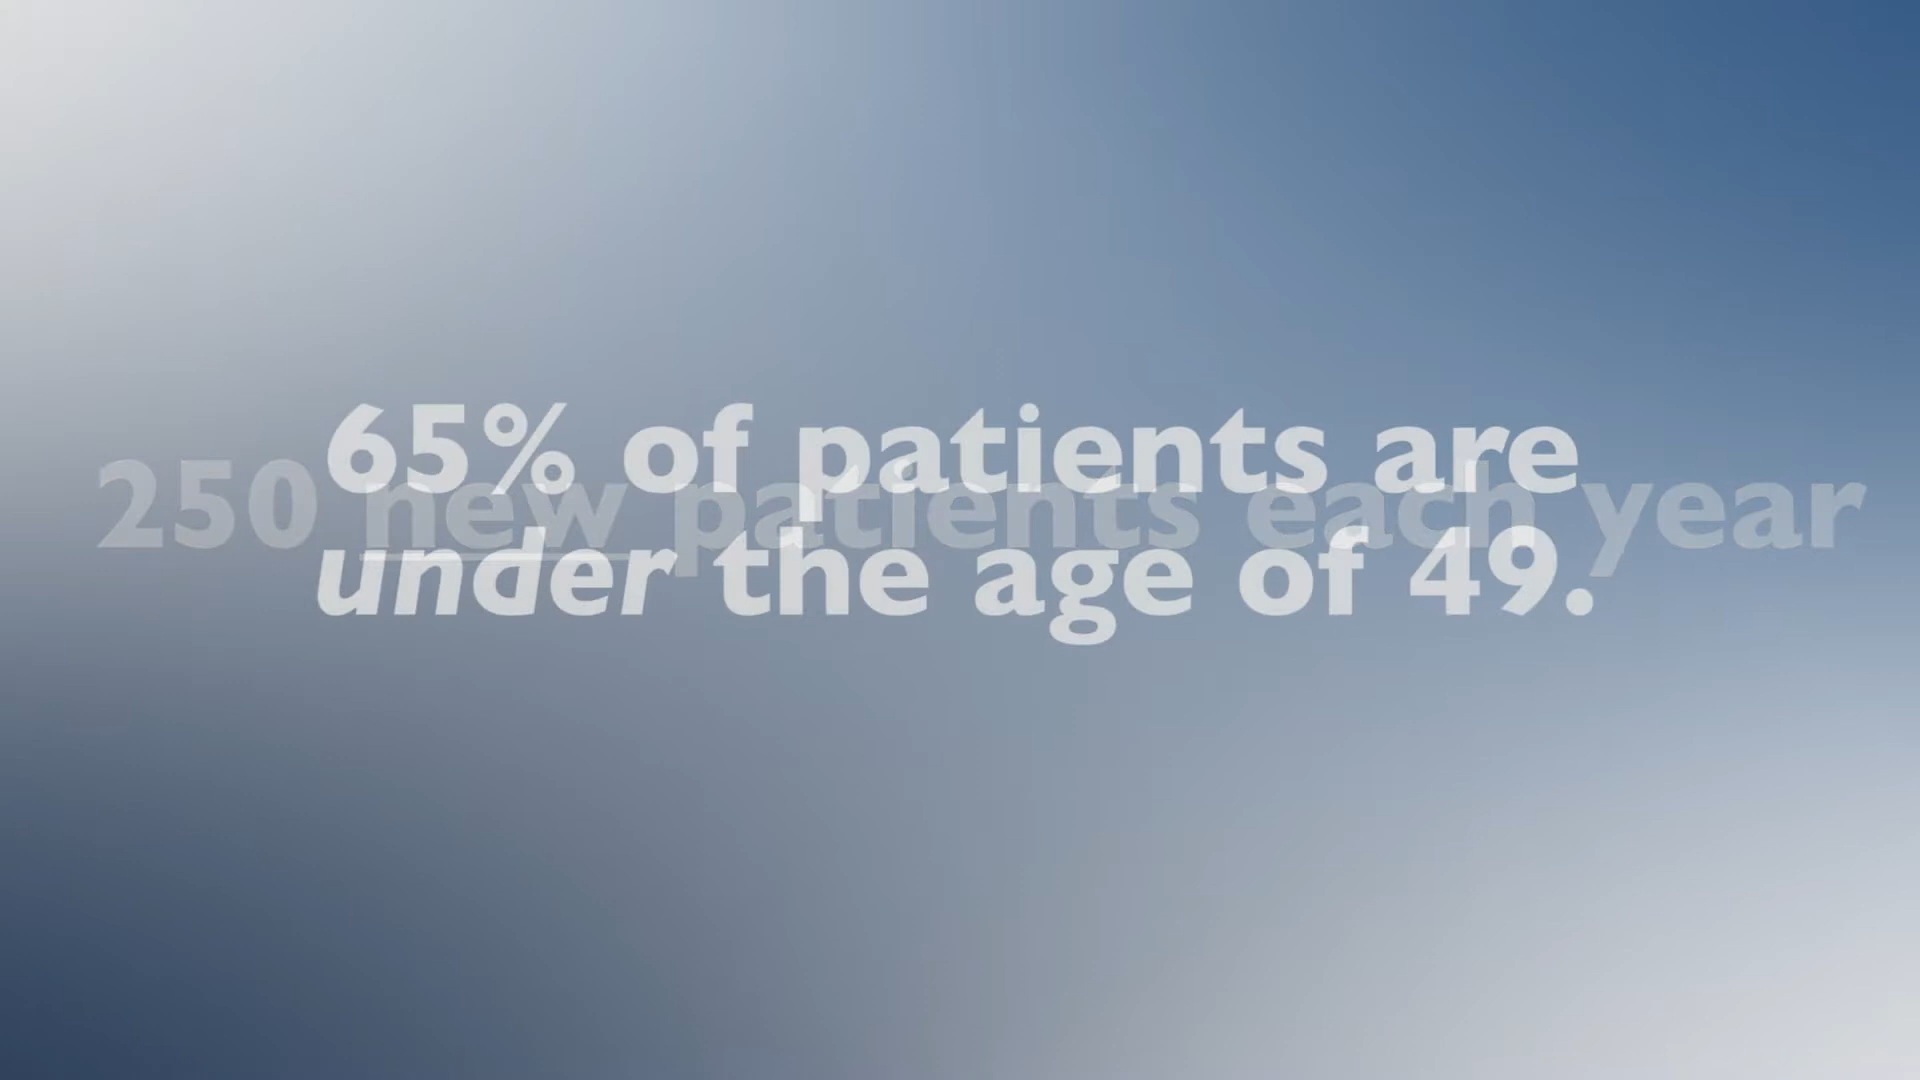 65% of patients are
250 new patients each year
under the age of 49.